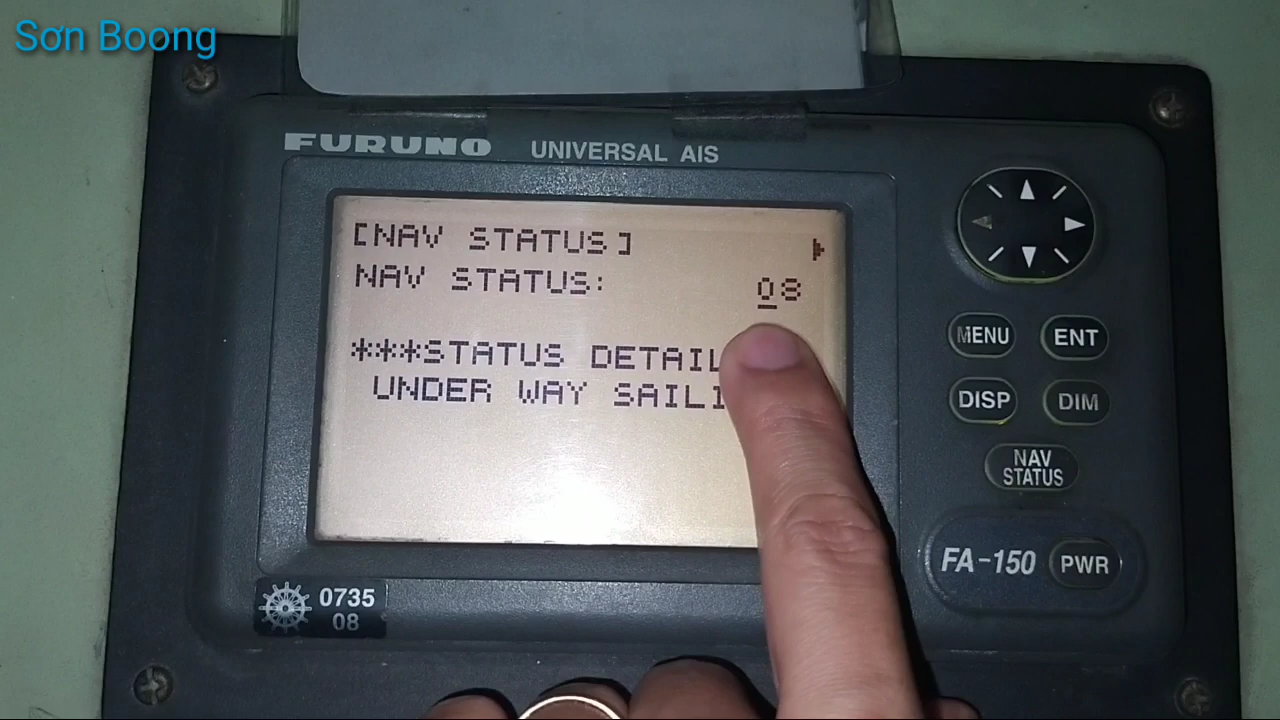 Sơn Boong
FURUNO UNIVERSAL AIS
[NAV STATUS]
NAV STATUS: 08
***STATUS DETAIL
UNDER WAY
MENU
ENT
DISP
DIM
NAV
STATUS
FA-150 PWR
0735
08